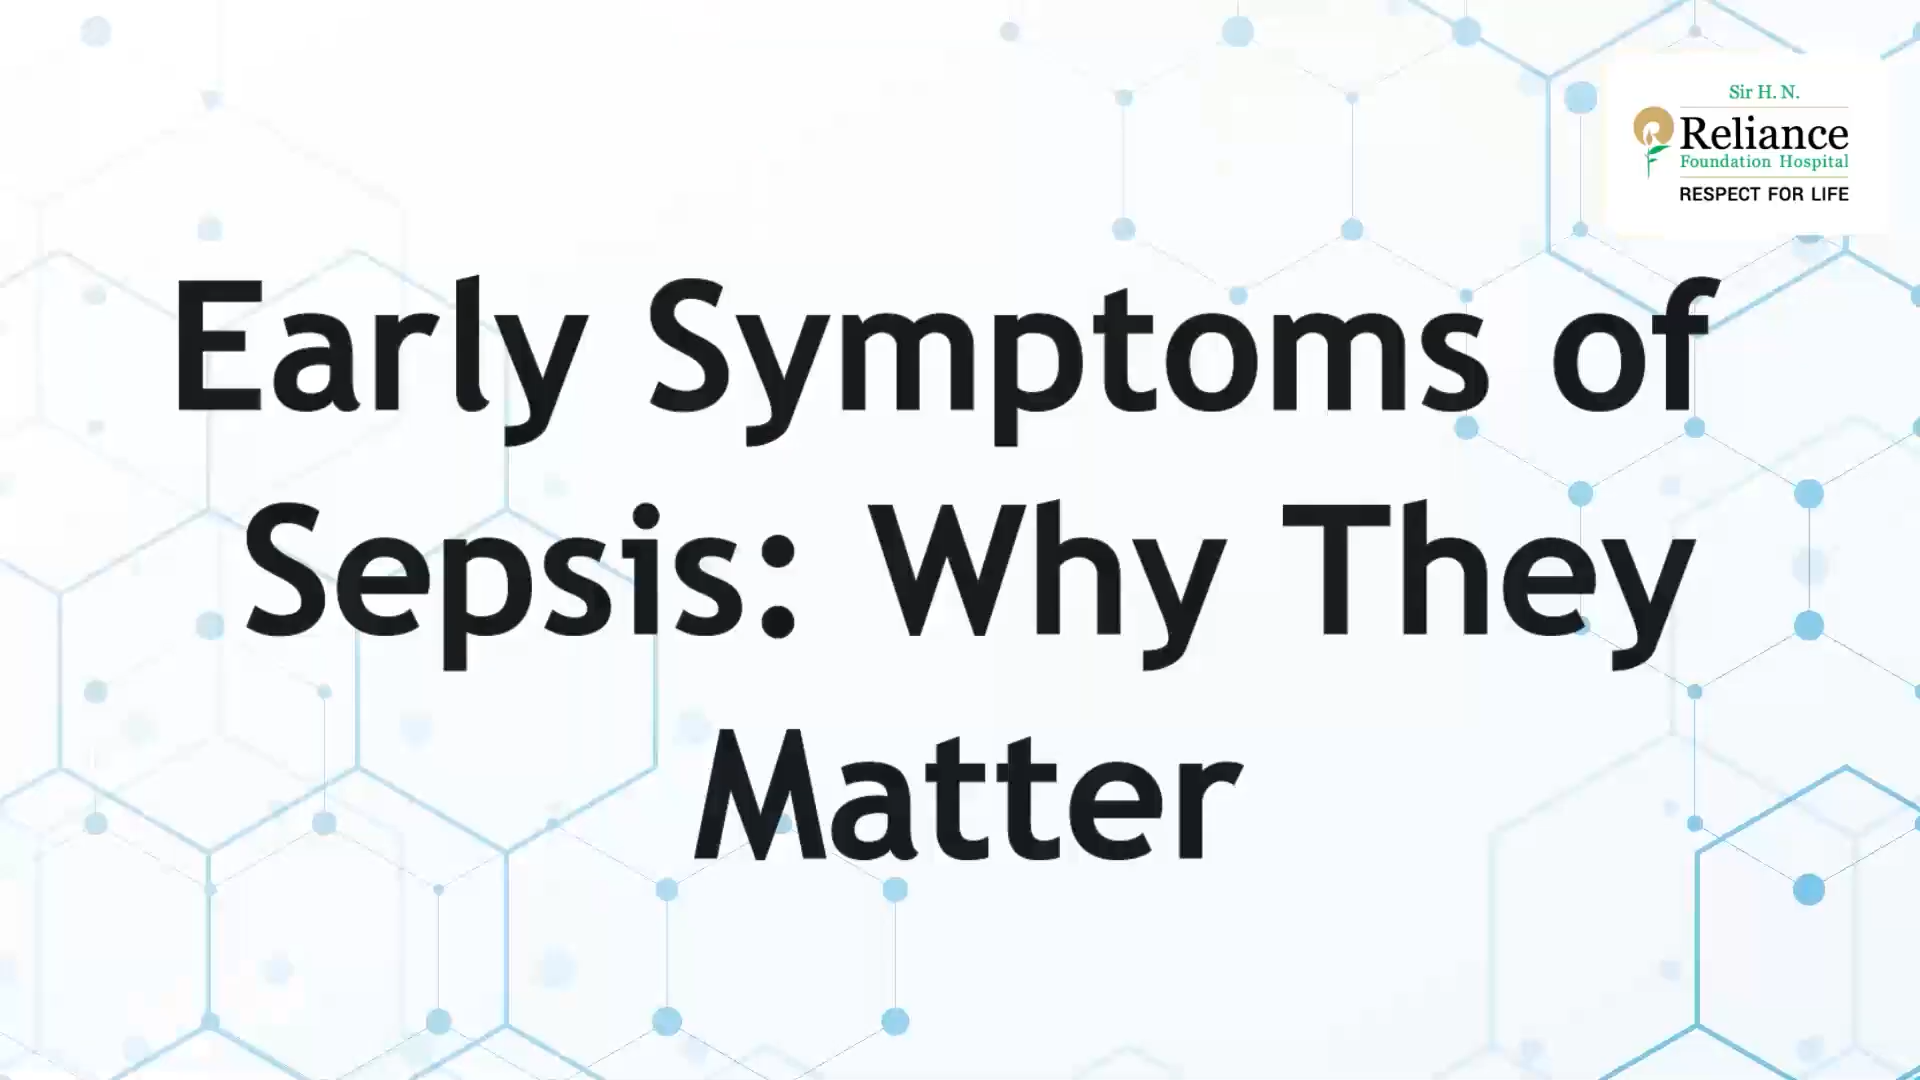 Sir H. N.
Reliance
Foundation Hospital
RESPECT FOR LIFE
Early Symptoms of
Sepsis: Why They
Matter